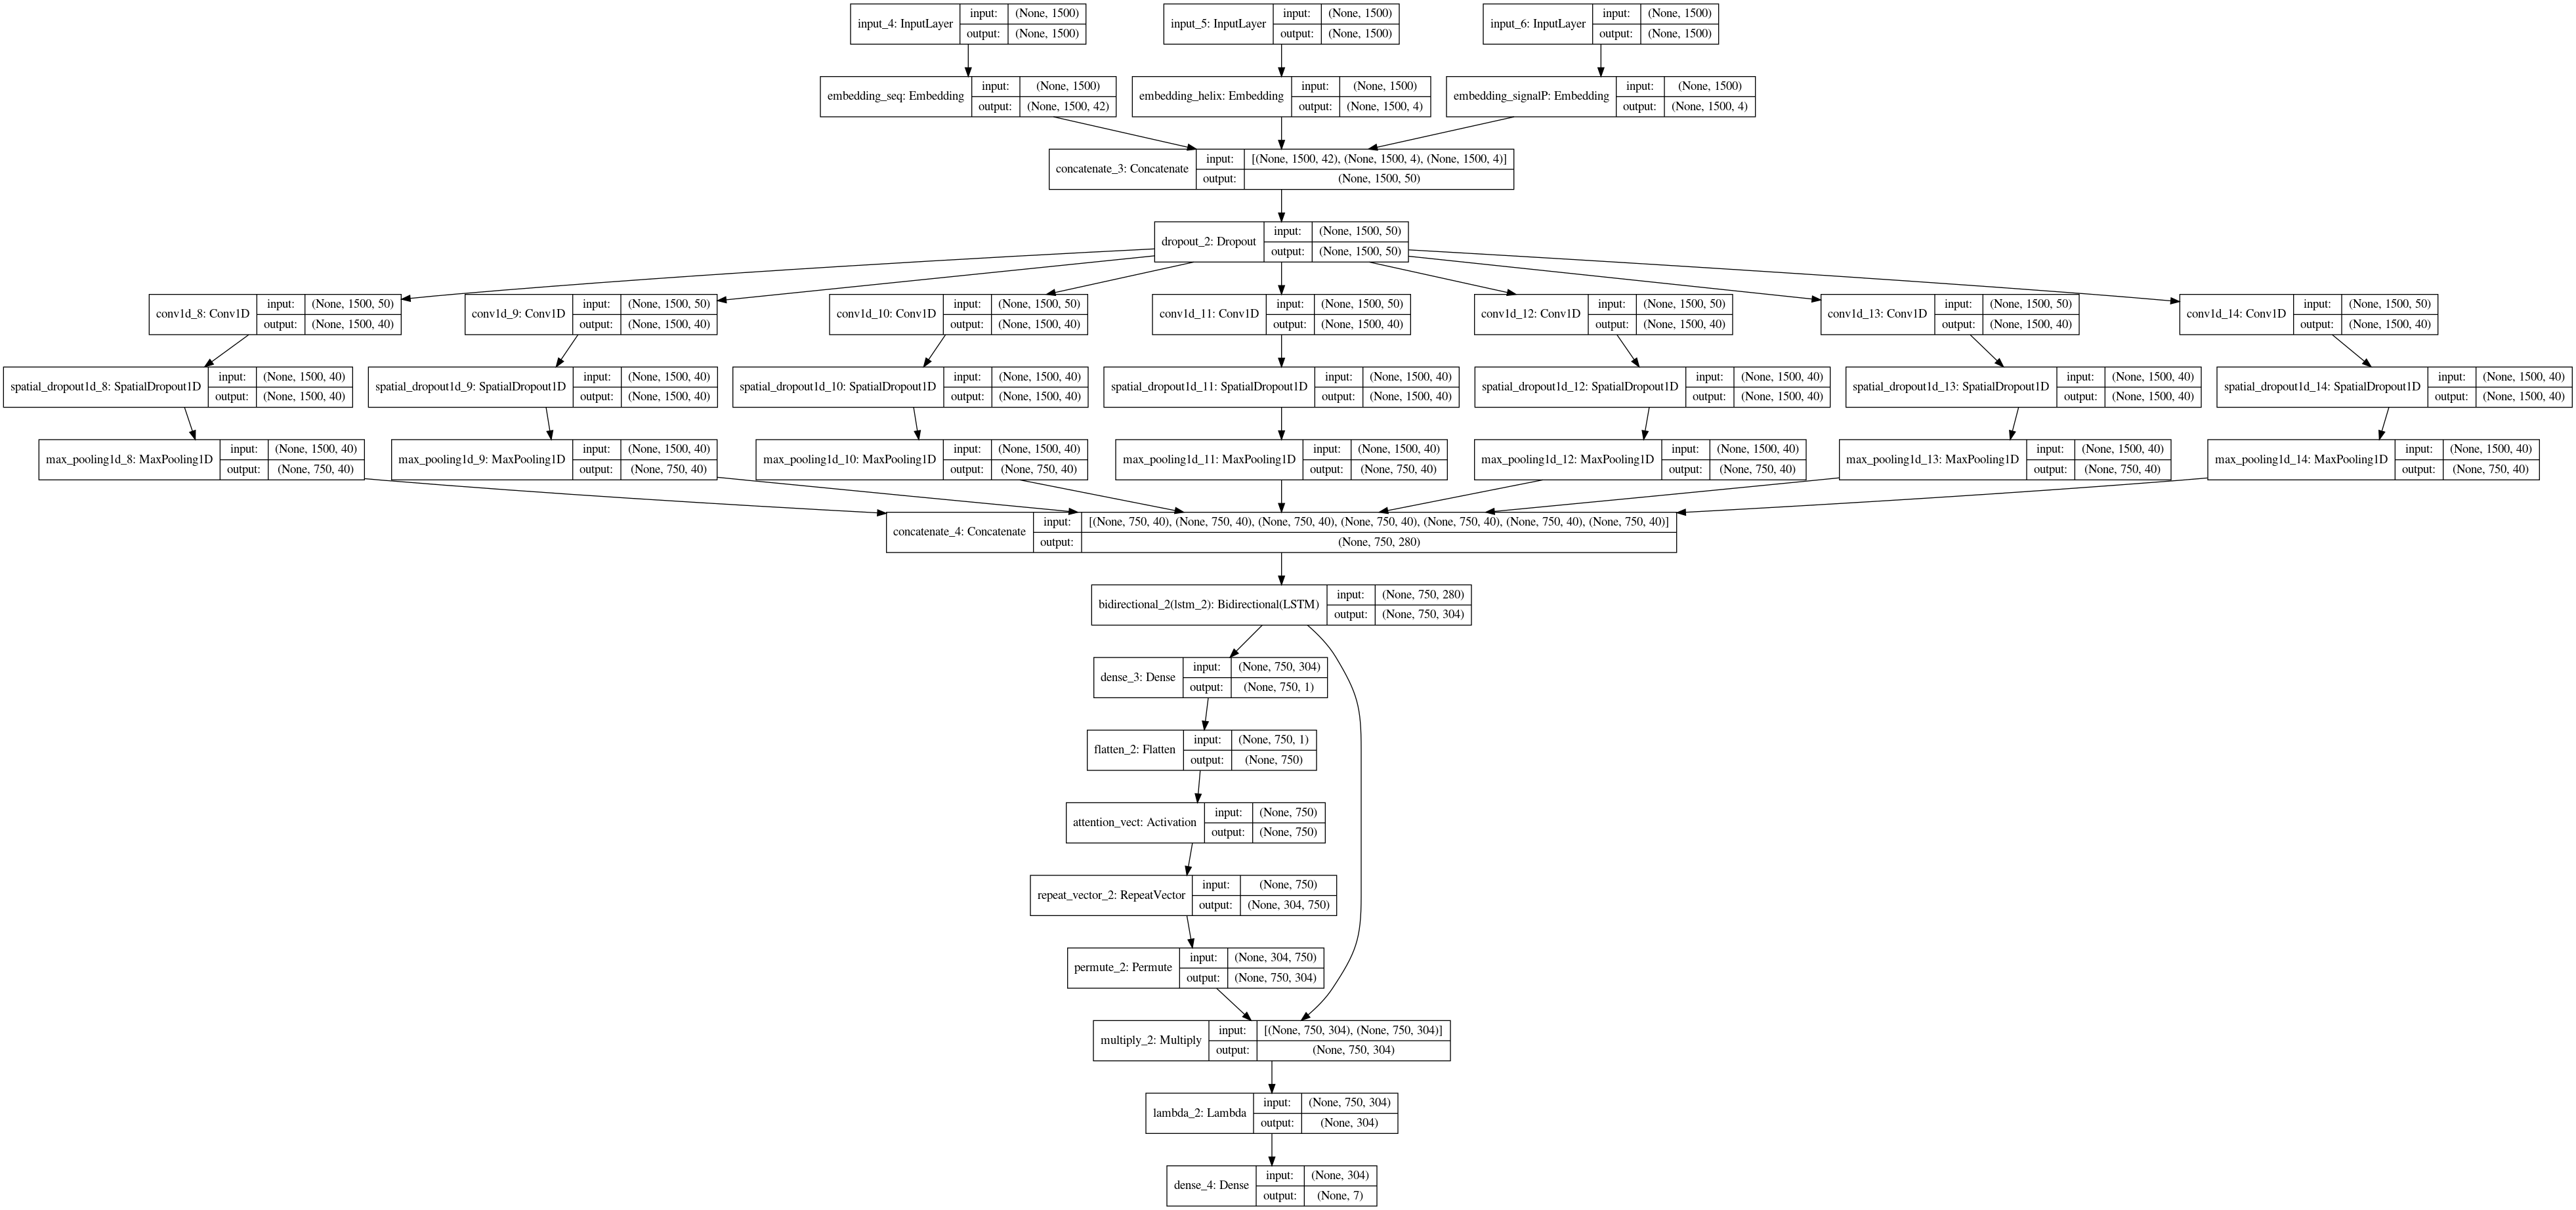 input_4: InputLayer input: (None, 1500) output: (None, 1500)
input_5: InputLayer input: (None, 1500) output: (None, 1500)
input_6: InputLayer input: (None, 1500) output: (None, 1500)
embedding_seq: Embedding input: (None, 1500) output: (None, 1500, 42)
embedding_helix: Embedding input: (None, 1500) output: (None, 1500, 4)
embedding_signalP: Embedding input: (None, 1500) output: (None, 1500, 4)
concatenate_3: Concatenate input: [(None, 1500, 42), (None, 1500, 4), (None, 1500, 4)] output: (None, 1500, 50)
dropout_2: Dropout input: (None, 1500, 50) output: (None, 1500, 50)
conv1d_8: Conv1D input: (None, 1500, 50) output: (None, 1500, 40)
conv1d_9: Conv1D input: (None, 1500, 50) output: (None, 1500, 40)
conv1d_10: Conv1D input: (None, 1500, 50) output: (None, 1500, 40)
conv1d_11: Conv1D input: (None, 1500, 50) output: (None, 1500, 40)
conv1d_12: Conv1D input: (None, 1500, 50) output: (None, 1500, 40)
conv1d_13: Conv1D input: (None, 1500, 50) output: (None, 1500, 40)
conv1d_14: Conv1D input: (None, 1500, 50) output: (None, 1500, 40)
spatial_dropout1d_8: SpatialDropout1D input: (None, 1500, 40) output: (None, 1500, 40)
spatial_dropout1d_9: SpatialDropout1D input: (None, 1500, 40) output: (None, 1500, 40)
spatial_dropout1d_10: SpatialDropout1D input: (None, 1500, 40) output: (None, 1500, 40)
spatial_dropout1d_11: SpatialDropout1D input: (None, 1500, 40) output: (None, 1500, 40)
spatial_dropout1d_12: SpatialDropout1D input: (None, 1500, 40) output: (None, 1500, 40)
spatial_dropout1d_13: SpatialDropout1D input: (None, 1500, 40) output: (None, 1500, 40)
spatial_dropout1d_14: SpatialDropout1D input: (None, 1500, 40) output: (None, 1500, 40)
max_pooling1d_8: MaxPooling1D input: (None, 1500, 40) output: (None, 750, 40)
max_pooling1d_9: MaxPooling1D input: (None, 1500, 40) output: (None, 750, 40)
max_pooling1d_10: MaxPooling1D input: (None, 1500, 40) output: (None, 750, 40)
max_pooling1d_11: MaxPooling1D input: (None, 1500, 40) output: (None, 750, 40)
max_pooling1d_12: MaxPooling1D input: (None, 1500, 40) output: (None, 750, 40)
max_pooling1d_13: MaxPooling1D input: (None, 1500, 40) output: (None, 750, 40)
max_pooling1d_14: MaxPooling1D input: (None, 1500, 40) output: (None, 750, 40)
concatenate_4: Concatenate input: [(None, 750, 40), (None, 750, 40), (None, 750, 40), (None, 750, 40), (None, 750, 40), (None, 750, 40), (None, 750, 40)] output: (None, 750, 280)
bidirectional_2(lstm_2): Bidirectional(LSTM) input: (None, 750, 280) output: (None, 750, 304)
dense_3: Dense input: (None, 750, 304) output: (None, 750, 1)
flatten_2: Flatten input: (None, 750, 1) output: (None, 750)
attention_vect: Activation input: (None, 750) output: (None, 750)
repeat_vector_2: RepeatVector input: (None, 750) output: (None, 304, 750)
permute_2: Permute input: (None, 304, 750) output: (None, 750, 304)
multiply_2: Multiply input: [(None, 750, 304), (None, 750, 304)] output: (None, 750, 304)
lambda_2: Lambda input: (None, 750, 304) output: (None, 304)
dense_4: Dense input: (None, 304) output: (None, 7)